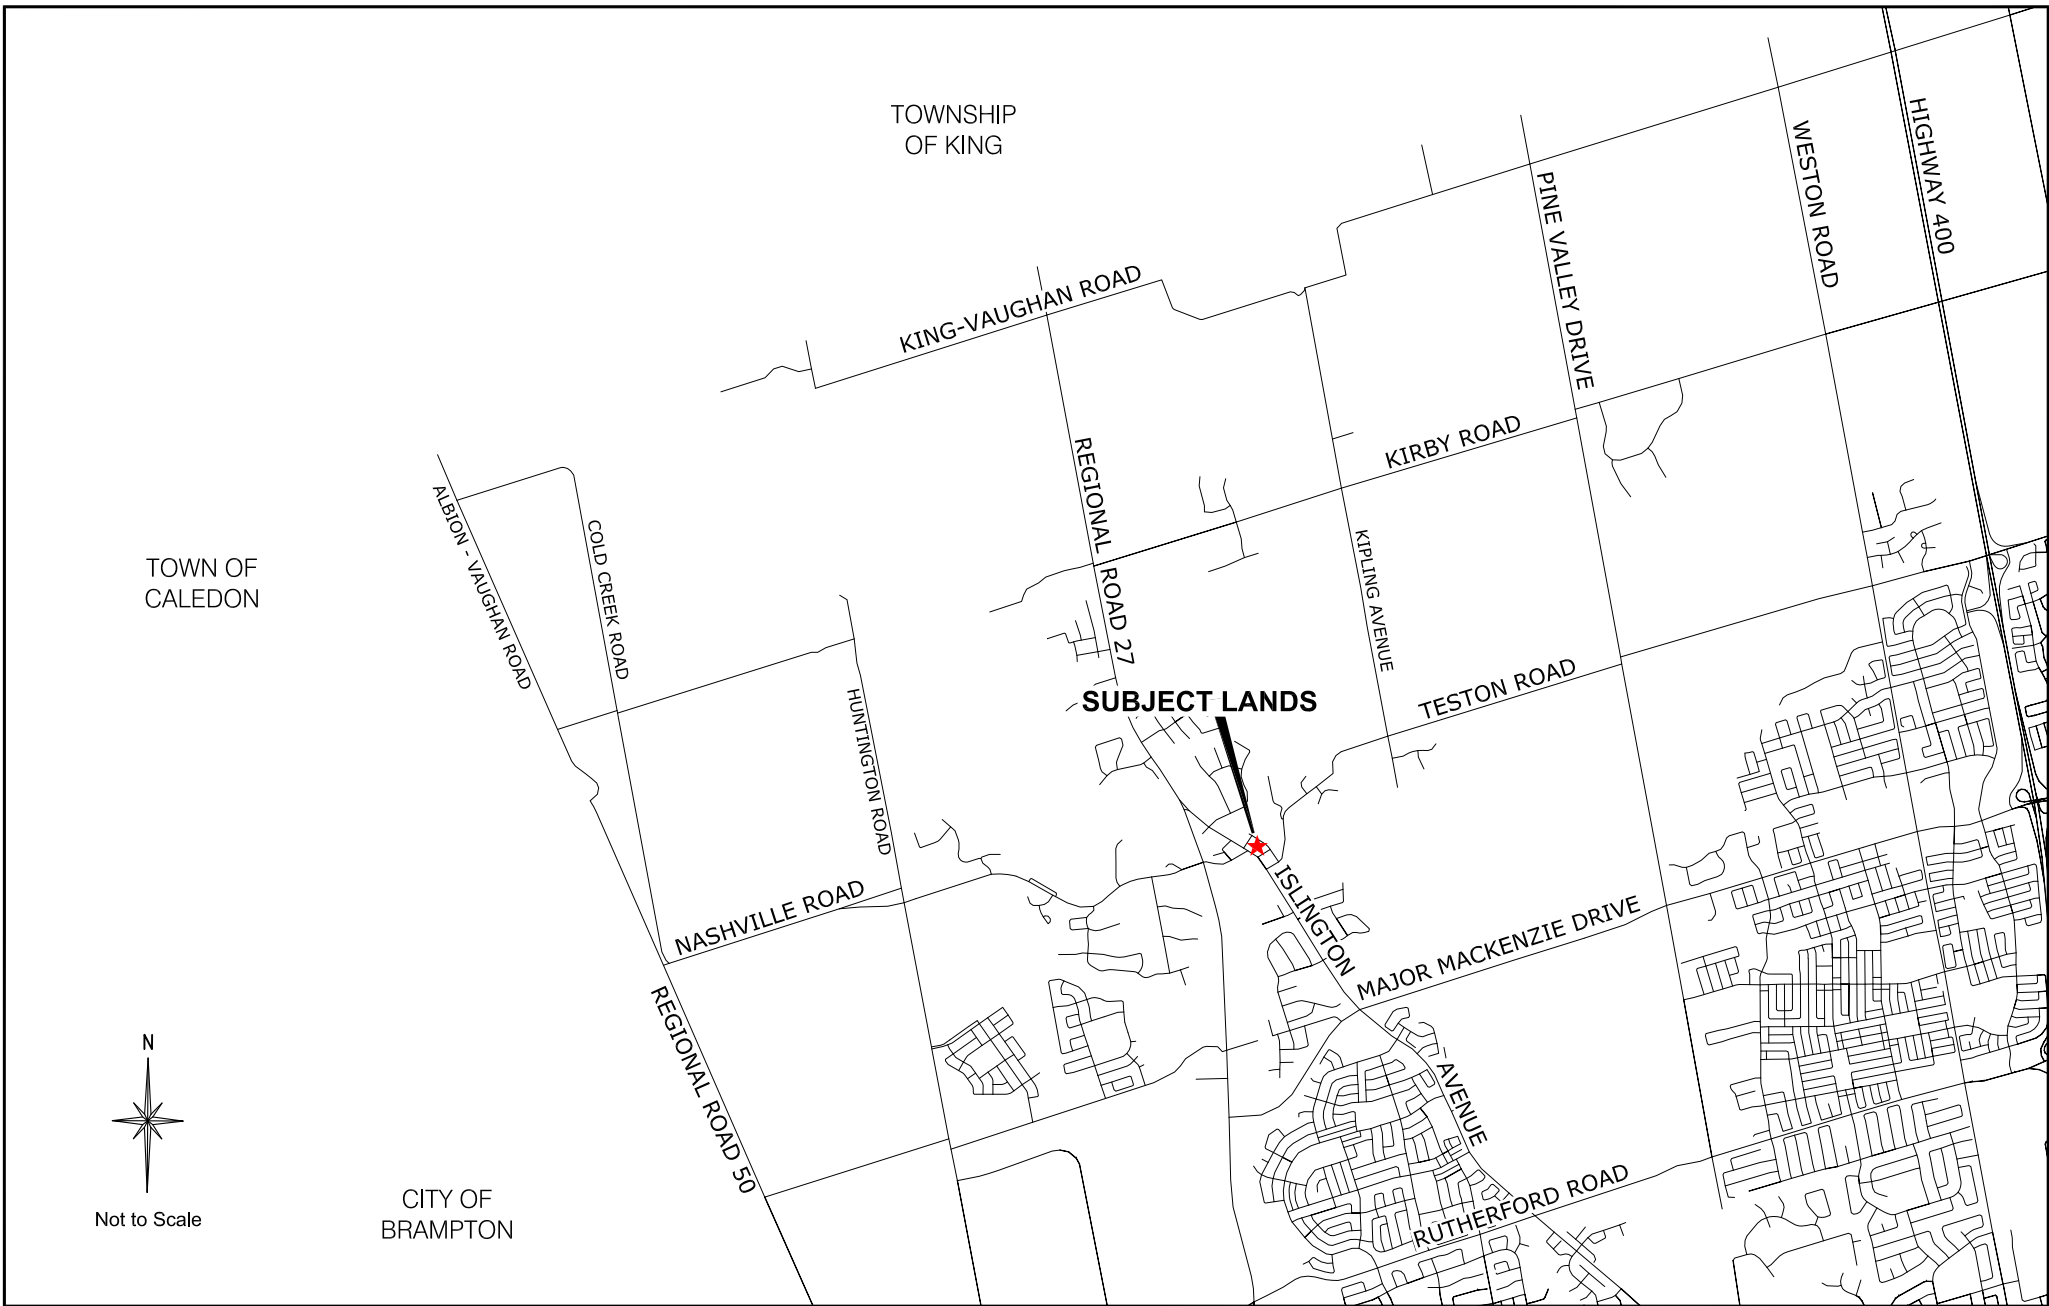 TOWNSHIP
OF KING
HIGHWAY 400
WESTON ROAD
PINE VALLEY DRIVE
KING-VAUGHAN ROAD
KIRBY ROAD
REGIONAL ROAD 27
ALBION - VAUGHAN ROAD
COLD CREEK ROAD
KIPLING AVENUE
TOWN OF
CALEDON
TESTON ROAD
HUNTINGTON ROAD
SUBJECT LANDS
NASHVILLE ROAD
ISLINGTON AVENUE
MAJOR MACKENZIE DRIVE
REGIONAL ROAD 50
N
Not to Scale
CITY OF
BRAMPTON
RUTHERFORD ROAD